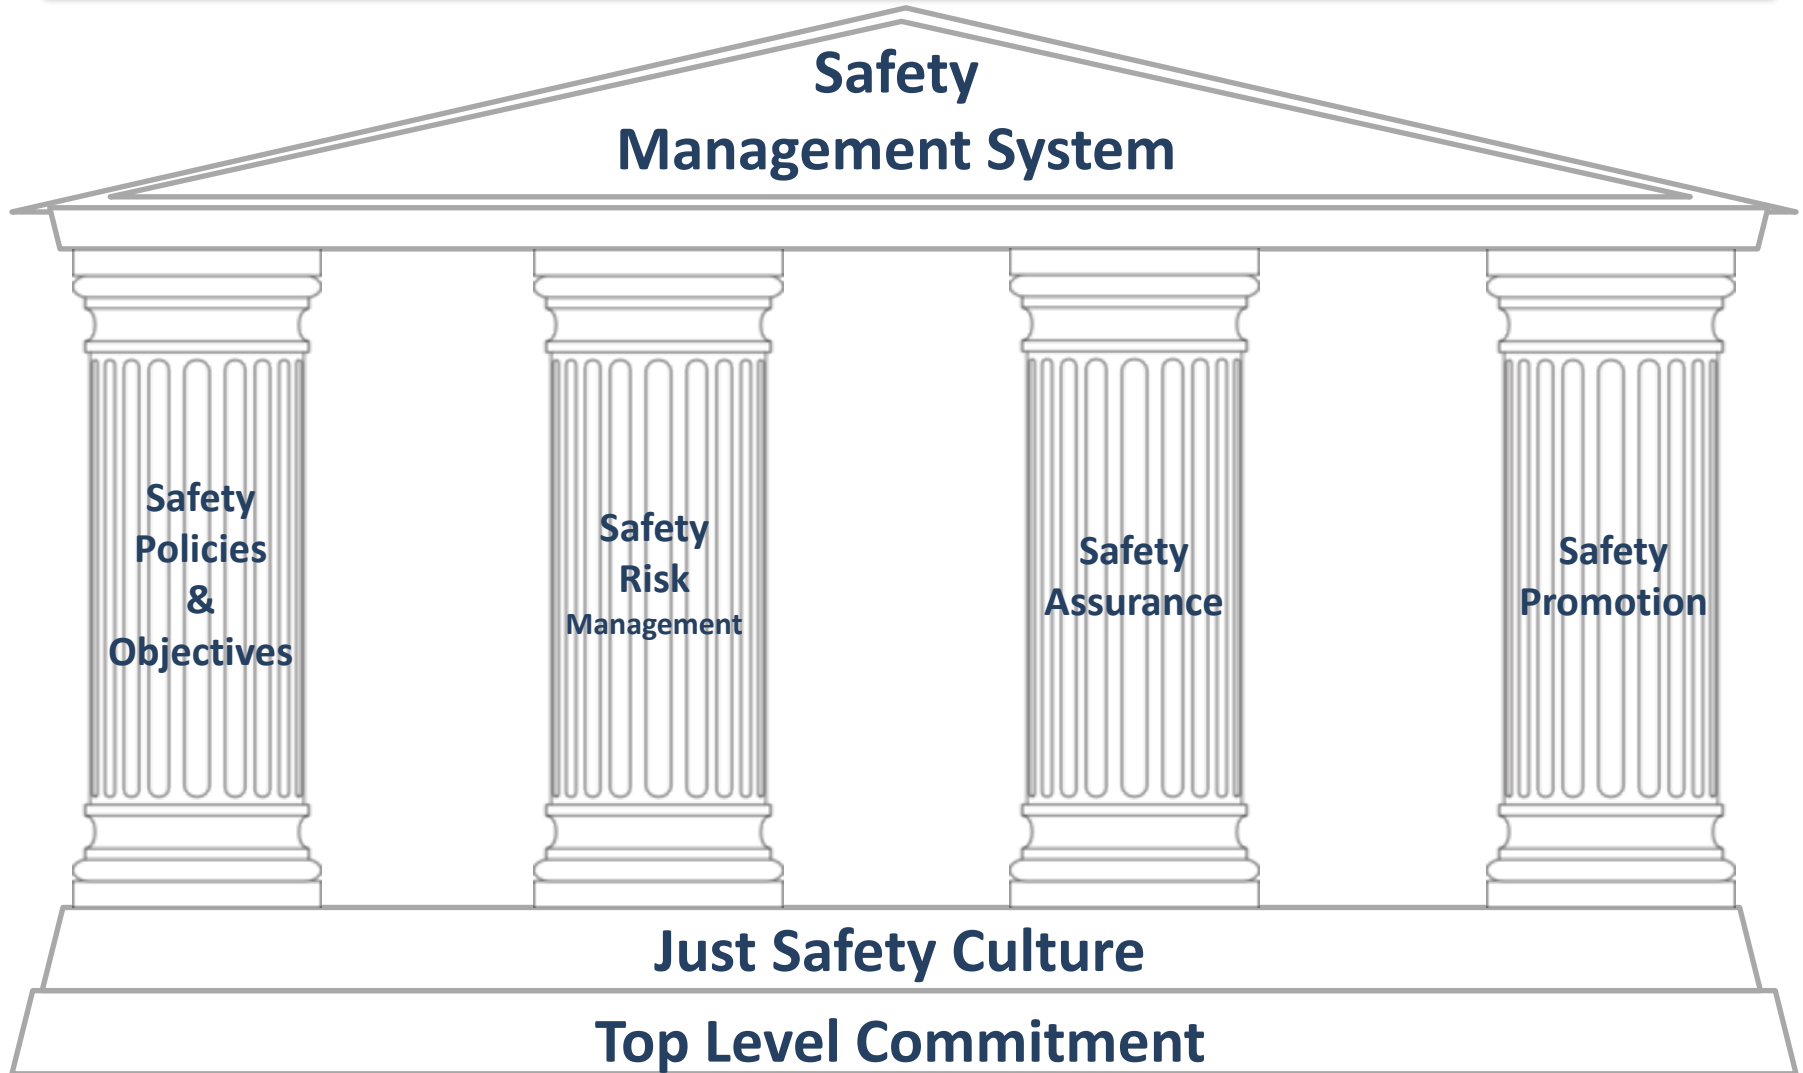 Safety
Management System
Safety
Policies
&
Objectives
Safety
Risk
Management
Safety
Assurance
Safety
Promotion
Just Safety Culture
Top Level Commitment